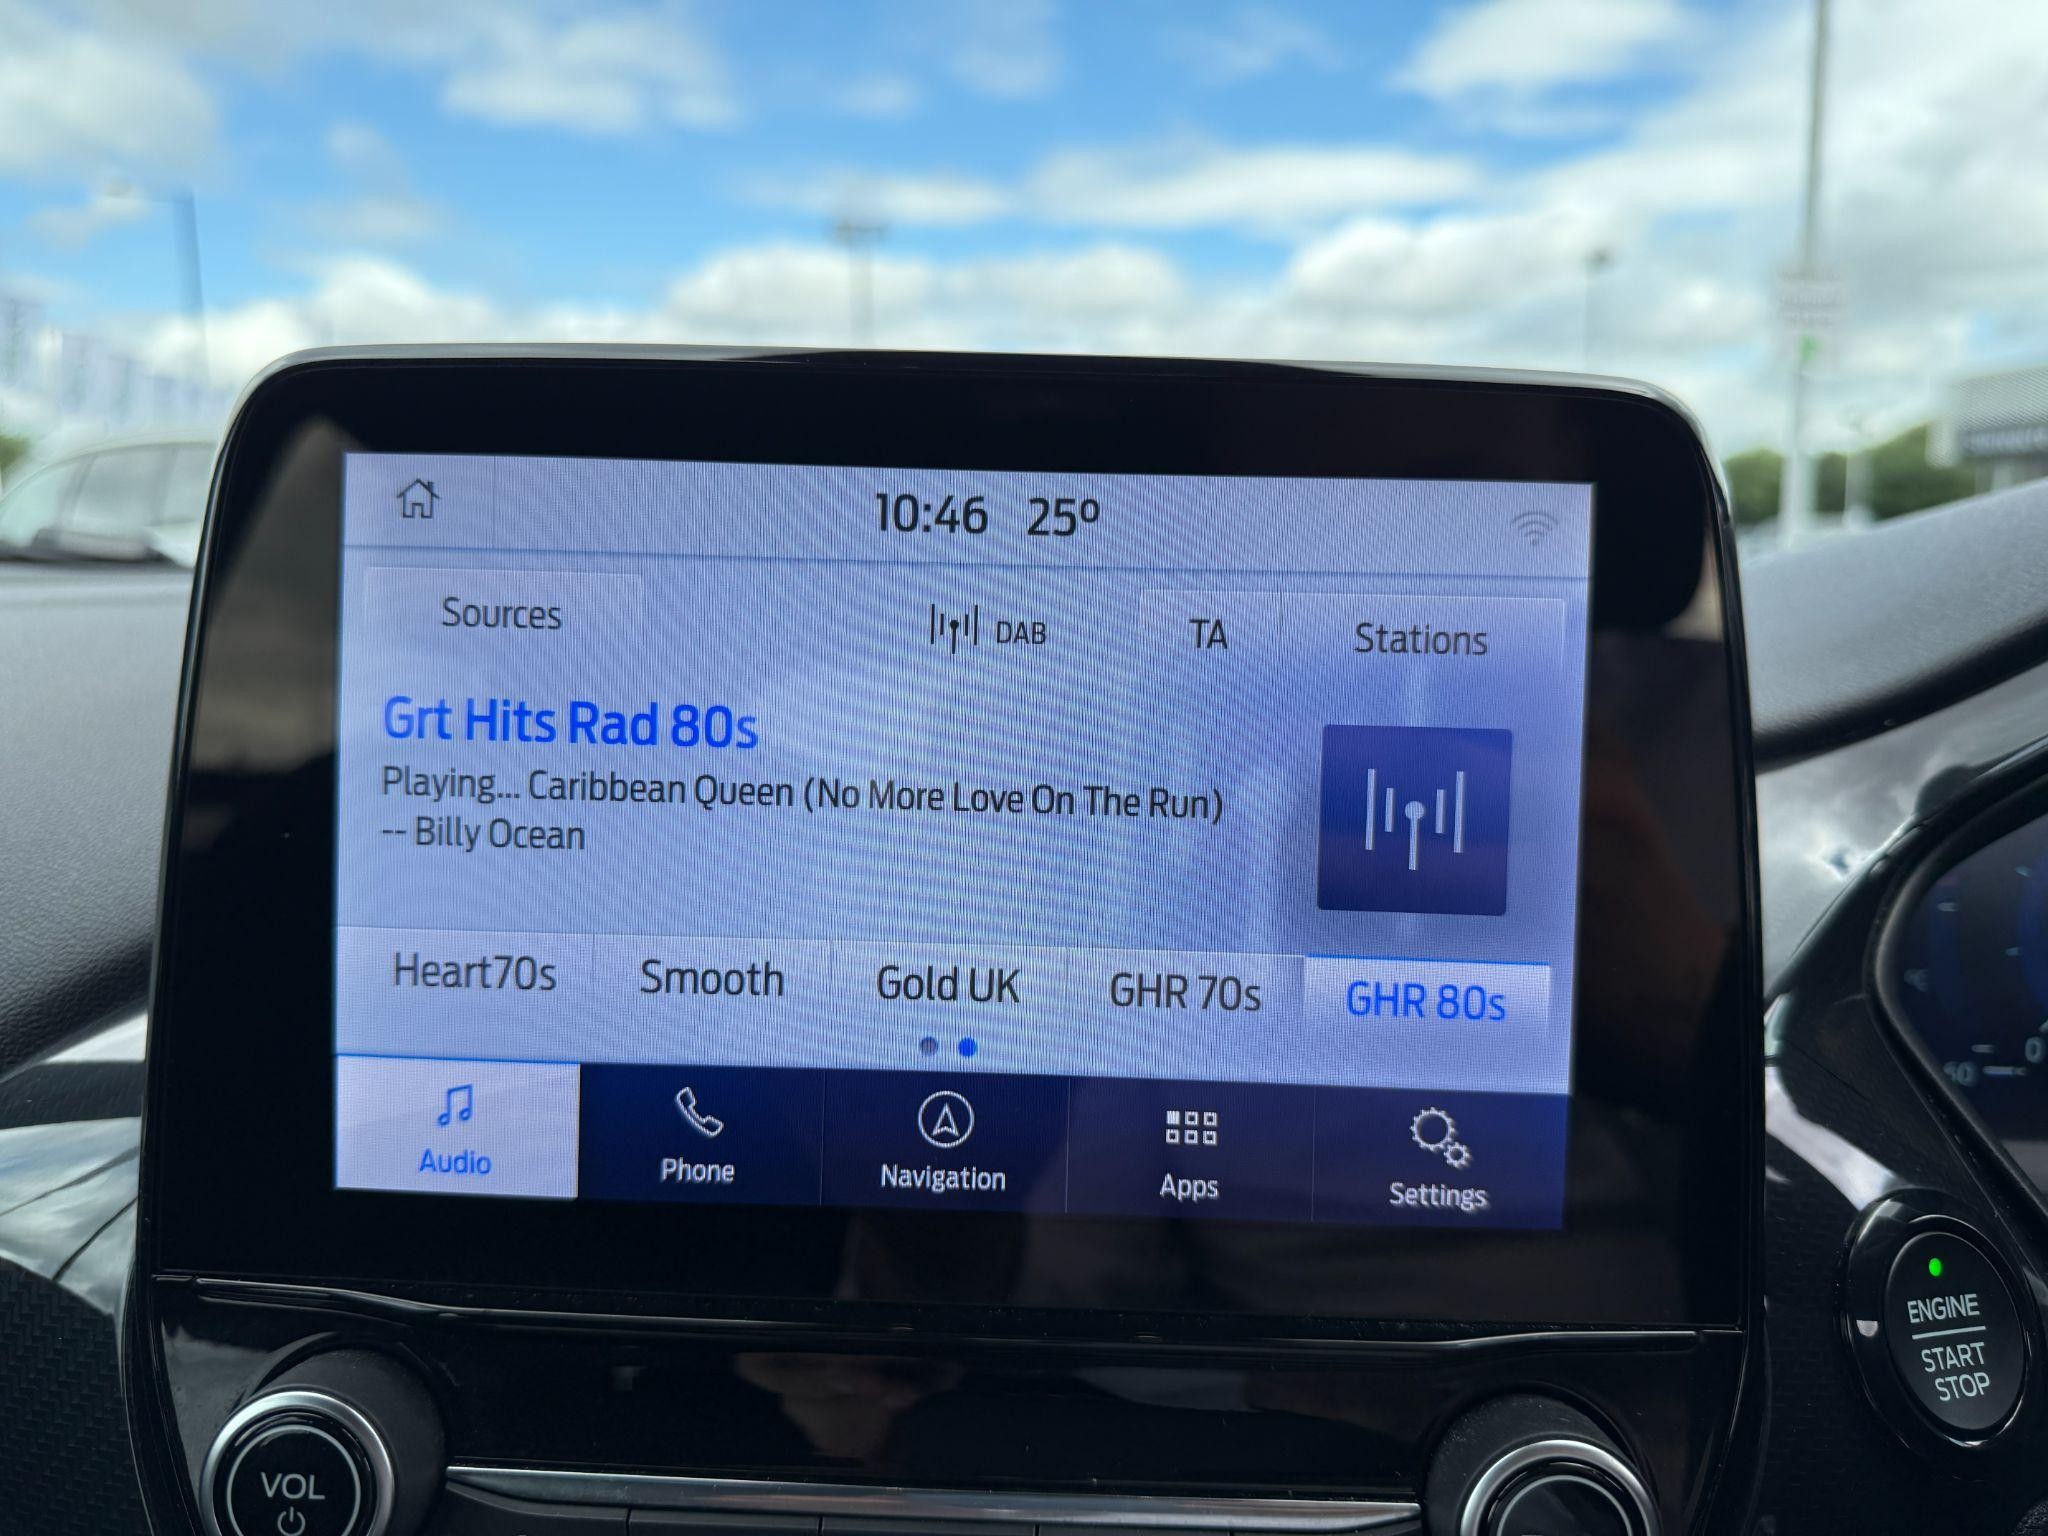 10:46 25º
Sources DAB TA Stations
Grt Hits Rad 80s
Playing... Caribbean Queen (No More Love On The Run)
-- Billy Ocean
Heart70s Smooth Gold UK GHR 70s GHR 80s
Audio Phone Navigation Apps Settings
ENGINE
START
STOP
VOL
0